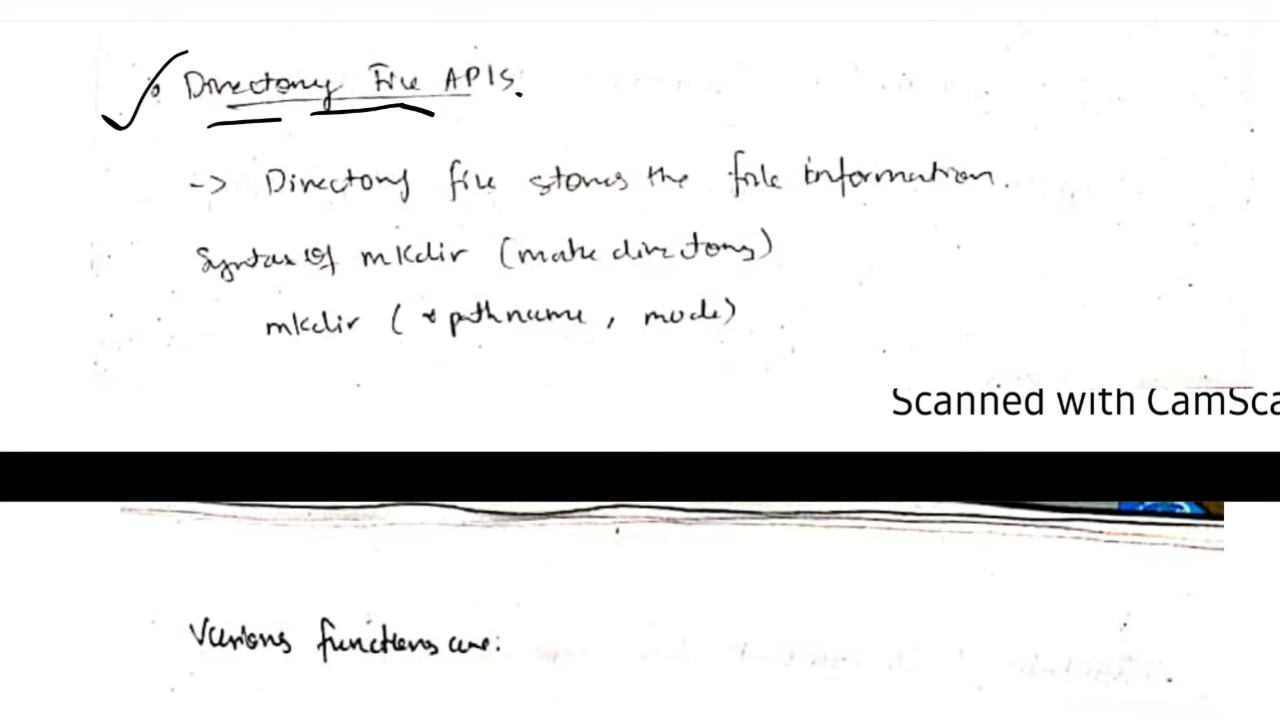 Directory File APIS.
-> Directory file stores the file information.
Syntax of mkdir (make directory)
mkdir ( * pathname , mode)
Scanned with CamSca
Various functions are: